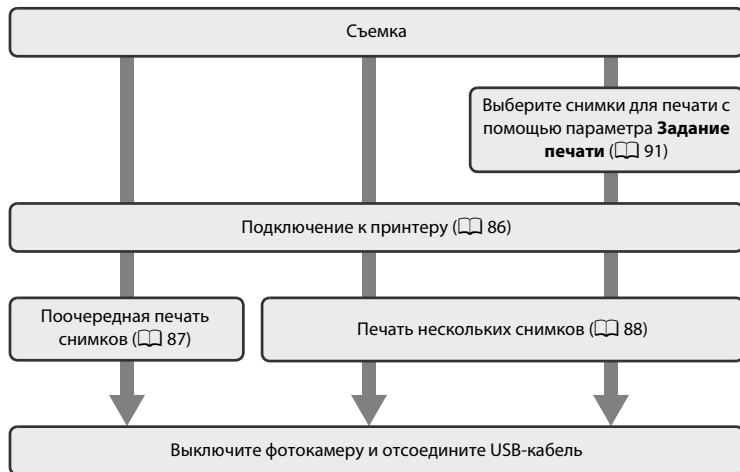 Съемка
Выберите снимки для печати с
помощью параметра Задание
печати (91)
Подключение к принтеру (86)
Поочередная печать
снимков (87)
Печать нескольких снимков (88)
Выключите фотокамеру и отсоедините USB-кабель